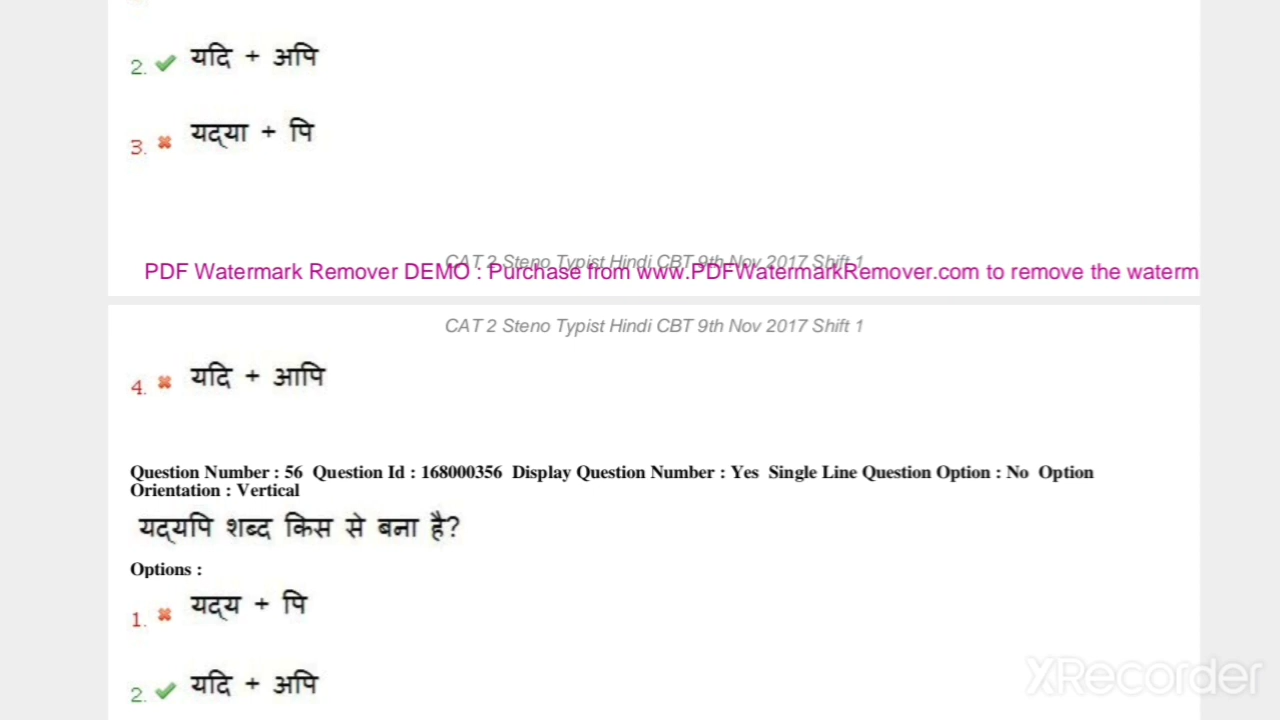 2. यदि + अपि
3. यद्‌या + पि
CAT 2 Steno Typist Hindi CBT 9th Nov 2017 Shift 1
PDF Watermark Remover DEMO : Purchase from www.PDFWatermarkRemover.com to remove the waterm
CAT 2 Steno Typist Hindi CBT 9th Nov 2017 Shift 1
4. यदि + आपि
Question Number : 56 Question Id : 168000356 Display Question Number : Yes Single Line Question Option : No Option
Orientation : Vertical
यद्‌यपि शब्द किस से बना है?
Options :
1. यद्‌य + पि
2. यदि + अपि
XRecorder